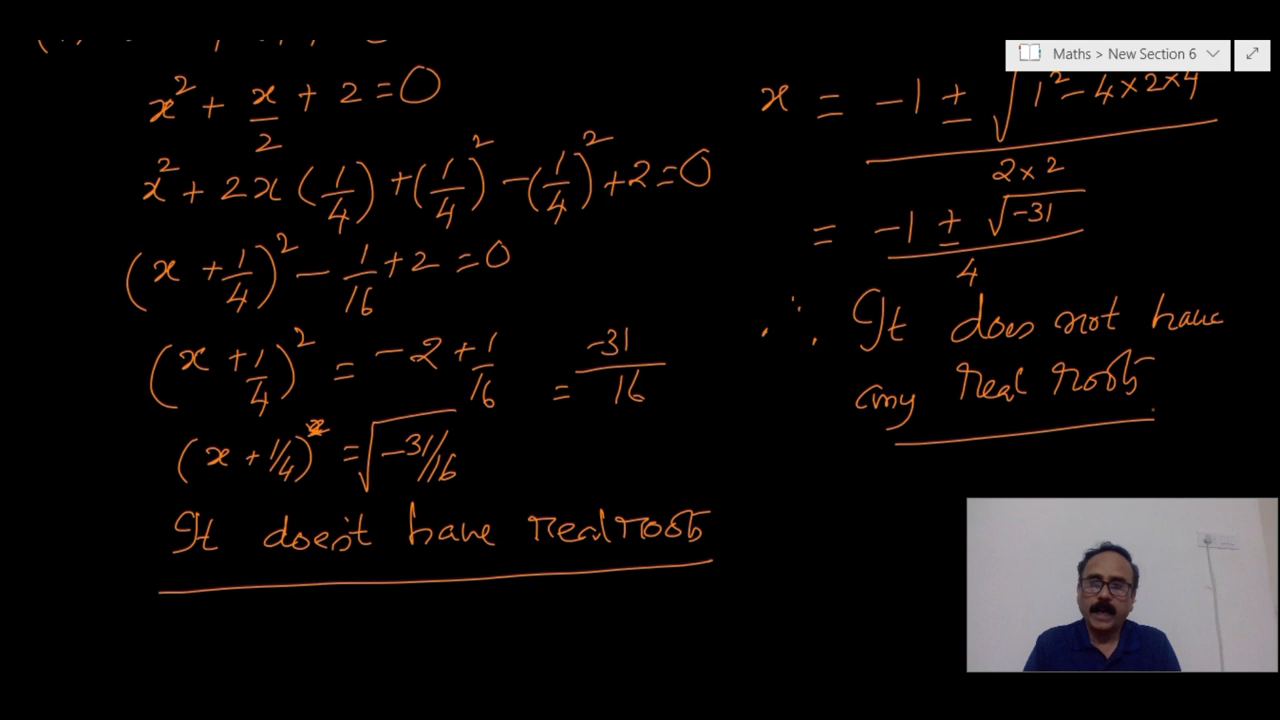 Maths > New Section 6
x² + x/2 + 2 = 0
x² + 2x (1/4) + (1/4)² - (1/4)² + 2 = 0
(x + 1/4)² - 1/16 + 2 = 0
(x + 1/4)² = -2 + 1/16 = -31/16
(x + 1/4) = √-31/16
It does't have real roots
x = -1 ± √1² - 4×2×4
2 × 2
= -1 ± √-31
4
∴ It does not have
any real roots.